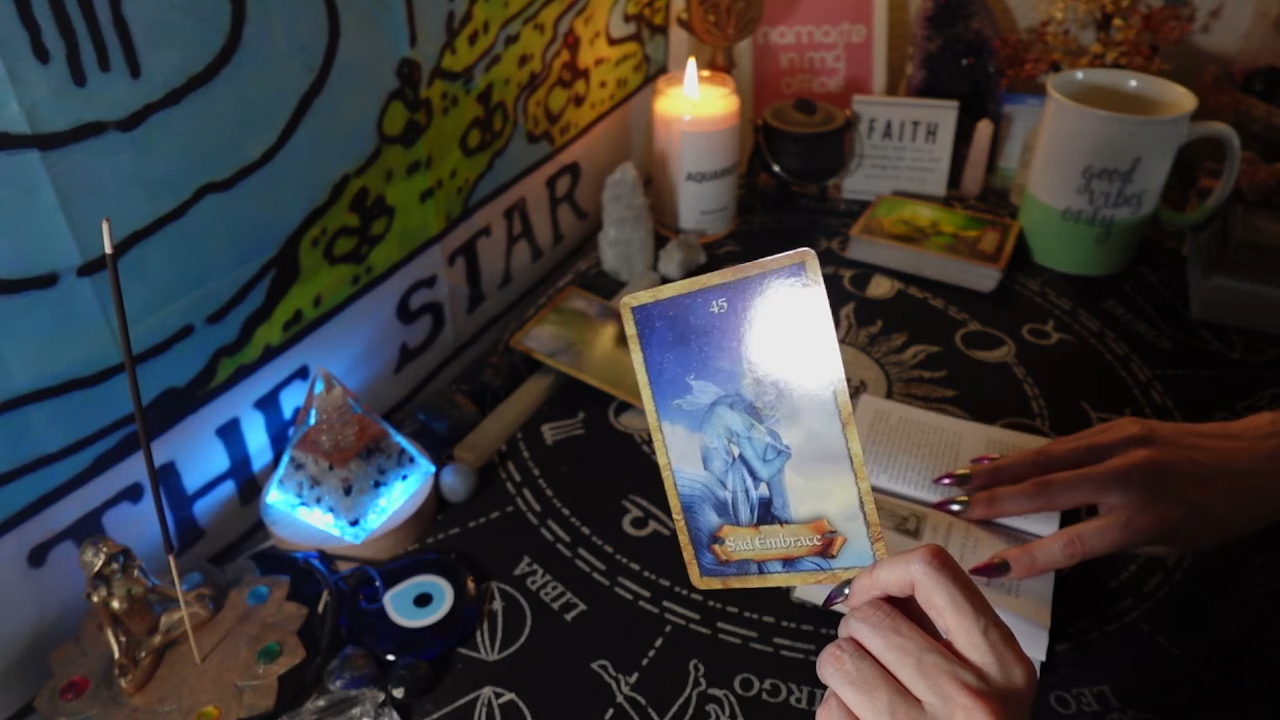 namaste
in my
office
FAITH
good
vibes
only
AQUARIUS
THE STAR
45
Sad Embrace
LIBRA
VIRGO
LEO